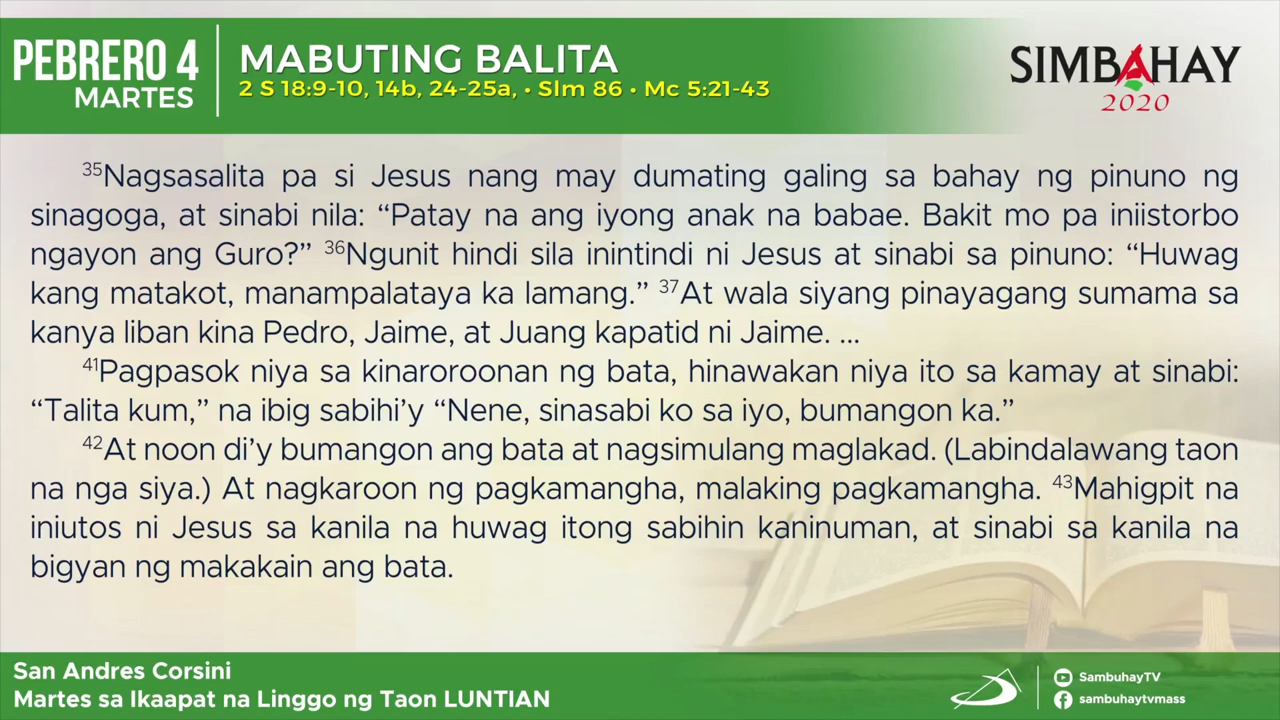 PEBRERO 4
MARTES
MABUTING BALITA
2 S 18:9-10, 14b, 24-25a, • Slm 86 • Mc 5:21-43
SIMBAHAY
2020
35Nagsasalita pa si Jesus nang may dumating galing sa bahay ng pinuno ng
sinagoga, at sinabi nila: “Patay na ang iyong anak na babae. Bakit mo pa iniistorbo
ngayon ang Guro?” 36Ngunit hindi sila inintindi ni Jesus at sinabi sa pinuno: “Huwag
kang matakot, manampalataya ka lamang.” 37At wala siyang pinayagang sumama sa
kanya liban kina Pedro, Jaime, at Juang kapatid ni Jaime. ...
41Pagpasok niya sa kinaroroonan ng bata, hinawakan niya ito sa kamay at sinabi:
“Talita kum,” na ibig sabihi’y “Nene, sinasabi ko sa iyo, bumangon ka.”
42At noon di’y bumangon ang bata at nagsimulang maglakad. (Labindalawang taon
na nga siya.) At nagkaroon ng pagkamangha, malaking pagkamangha. 43Mahigpit na
iniutos ni Jesus sa kanila na huwag itong sabihin kaninuman, at sinabi sa kanila na
bigyan ng makakain ang bata.
San Andres Corsini
Martes sa Ikaapat na Linggo ng Taon LUNTIAN
SambuhayTV
sambuhaytvmass